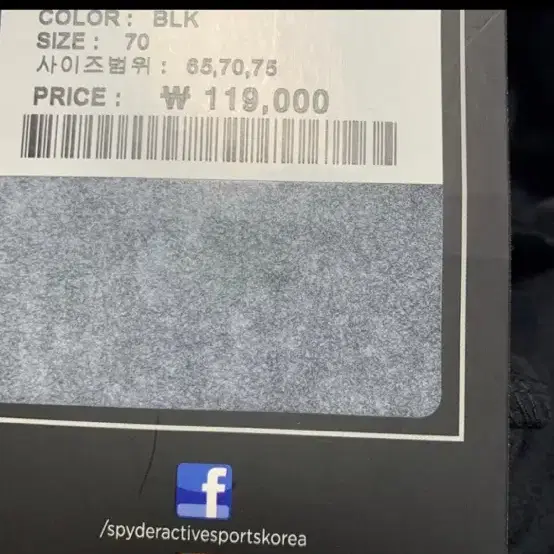 COLOR : BLK
SIZE : 70
사이즈범위 : 65,70,75
PRICE : ₩ 119,000
f
/spyderactivesportskorea